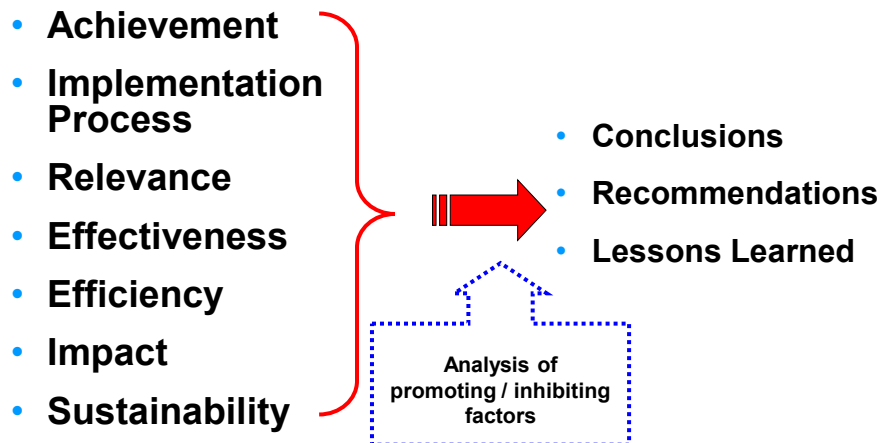 • Achievement
• Implementation
Process
• Relevance
• Effectiveness
• Efficiency
• Impact
• Sustainability
• Conclusions
• Recommendations
• Lessons Learned
Analysis of
promoting / inhibiting
factors